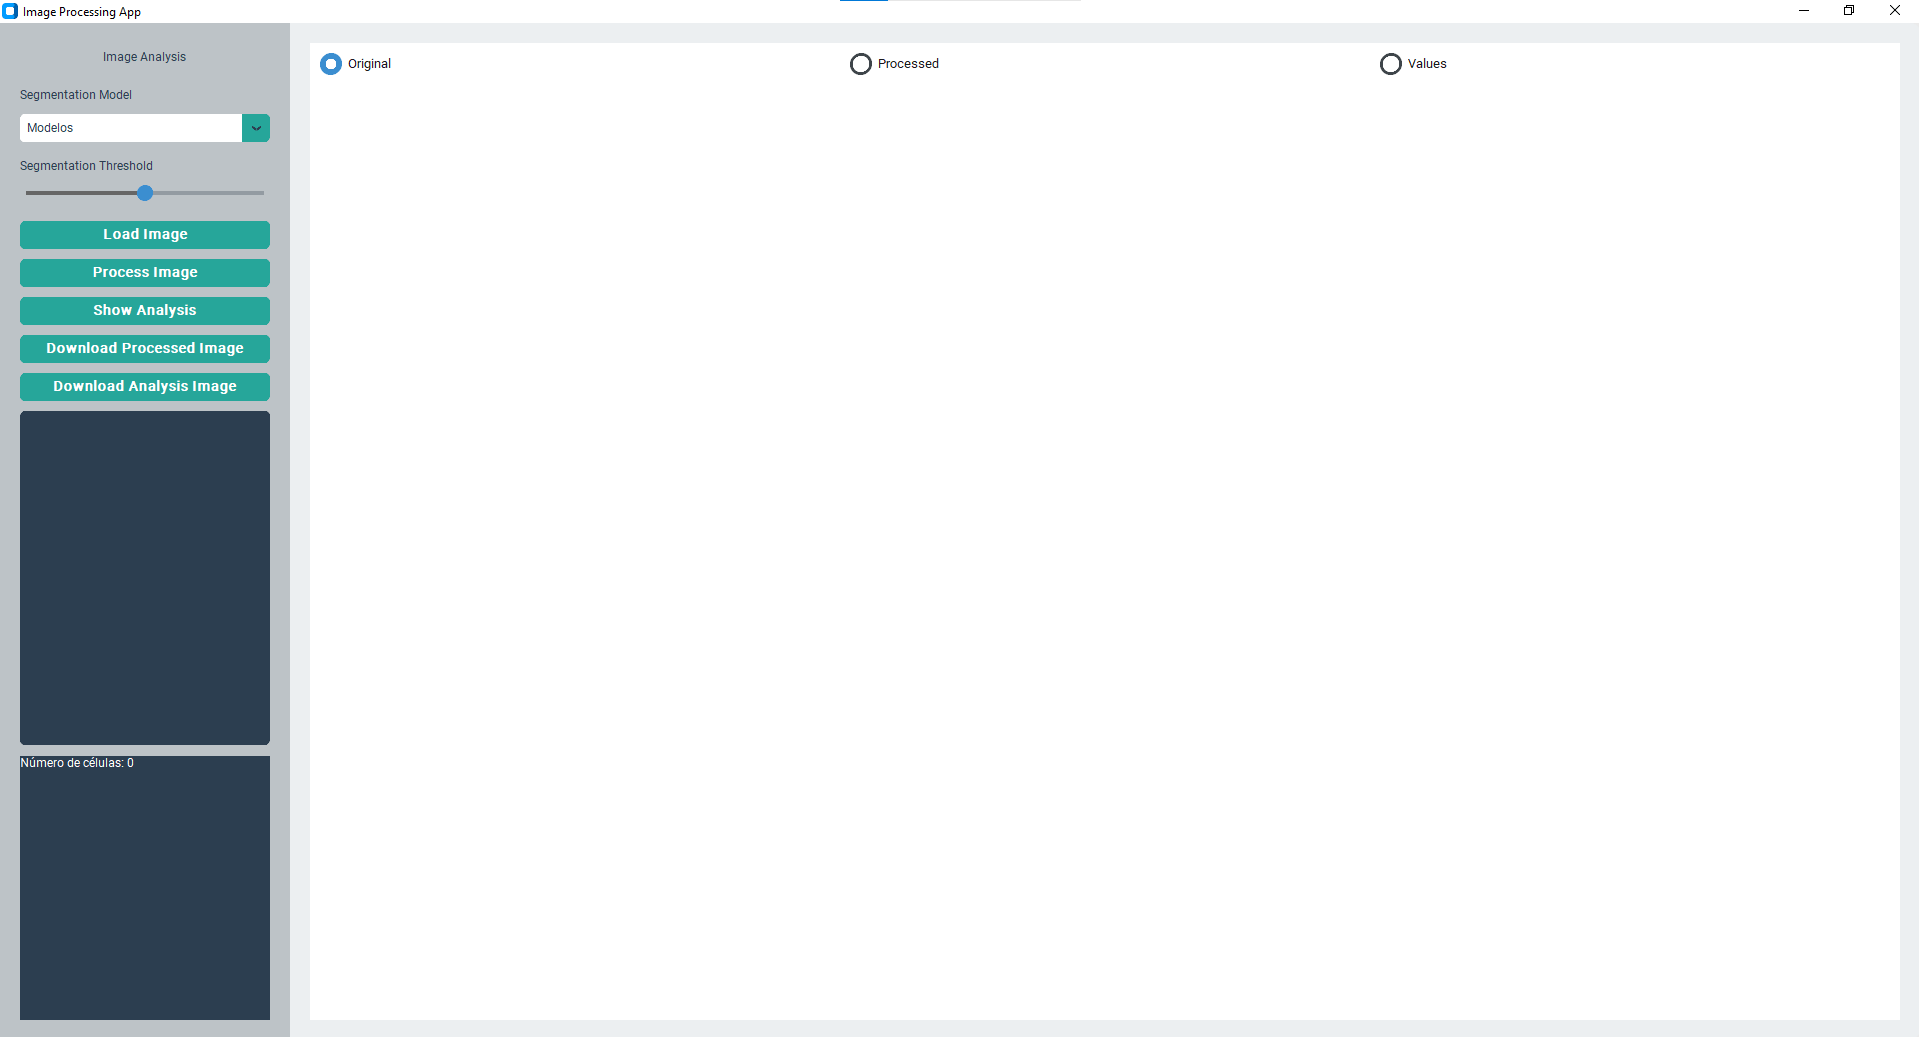 Image Processing App
Image Analysis
Segmentation Model
Modelos
Segmentation Threshold
Load Image
Process Image
Show Analysis
Download Processed Image
Download Analysis Image
Número de células: 0
Original
Processed
Values